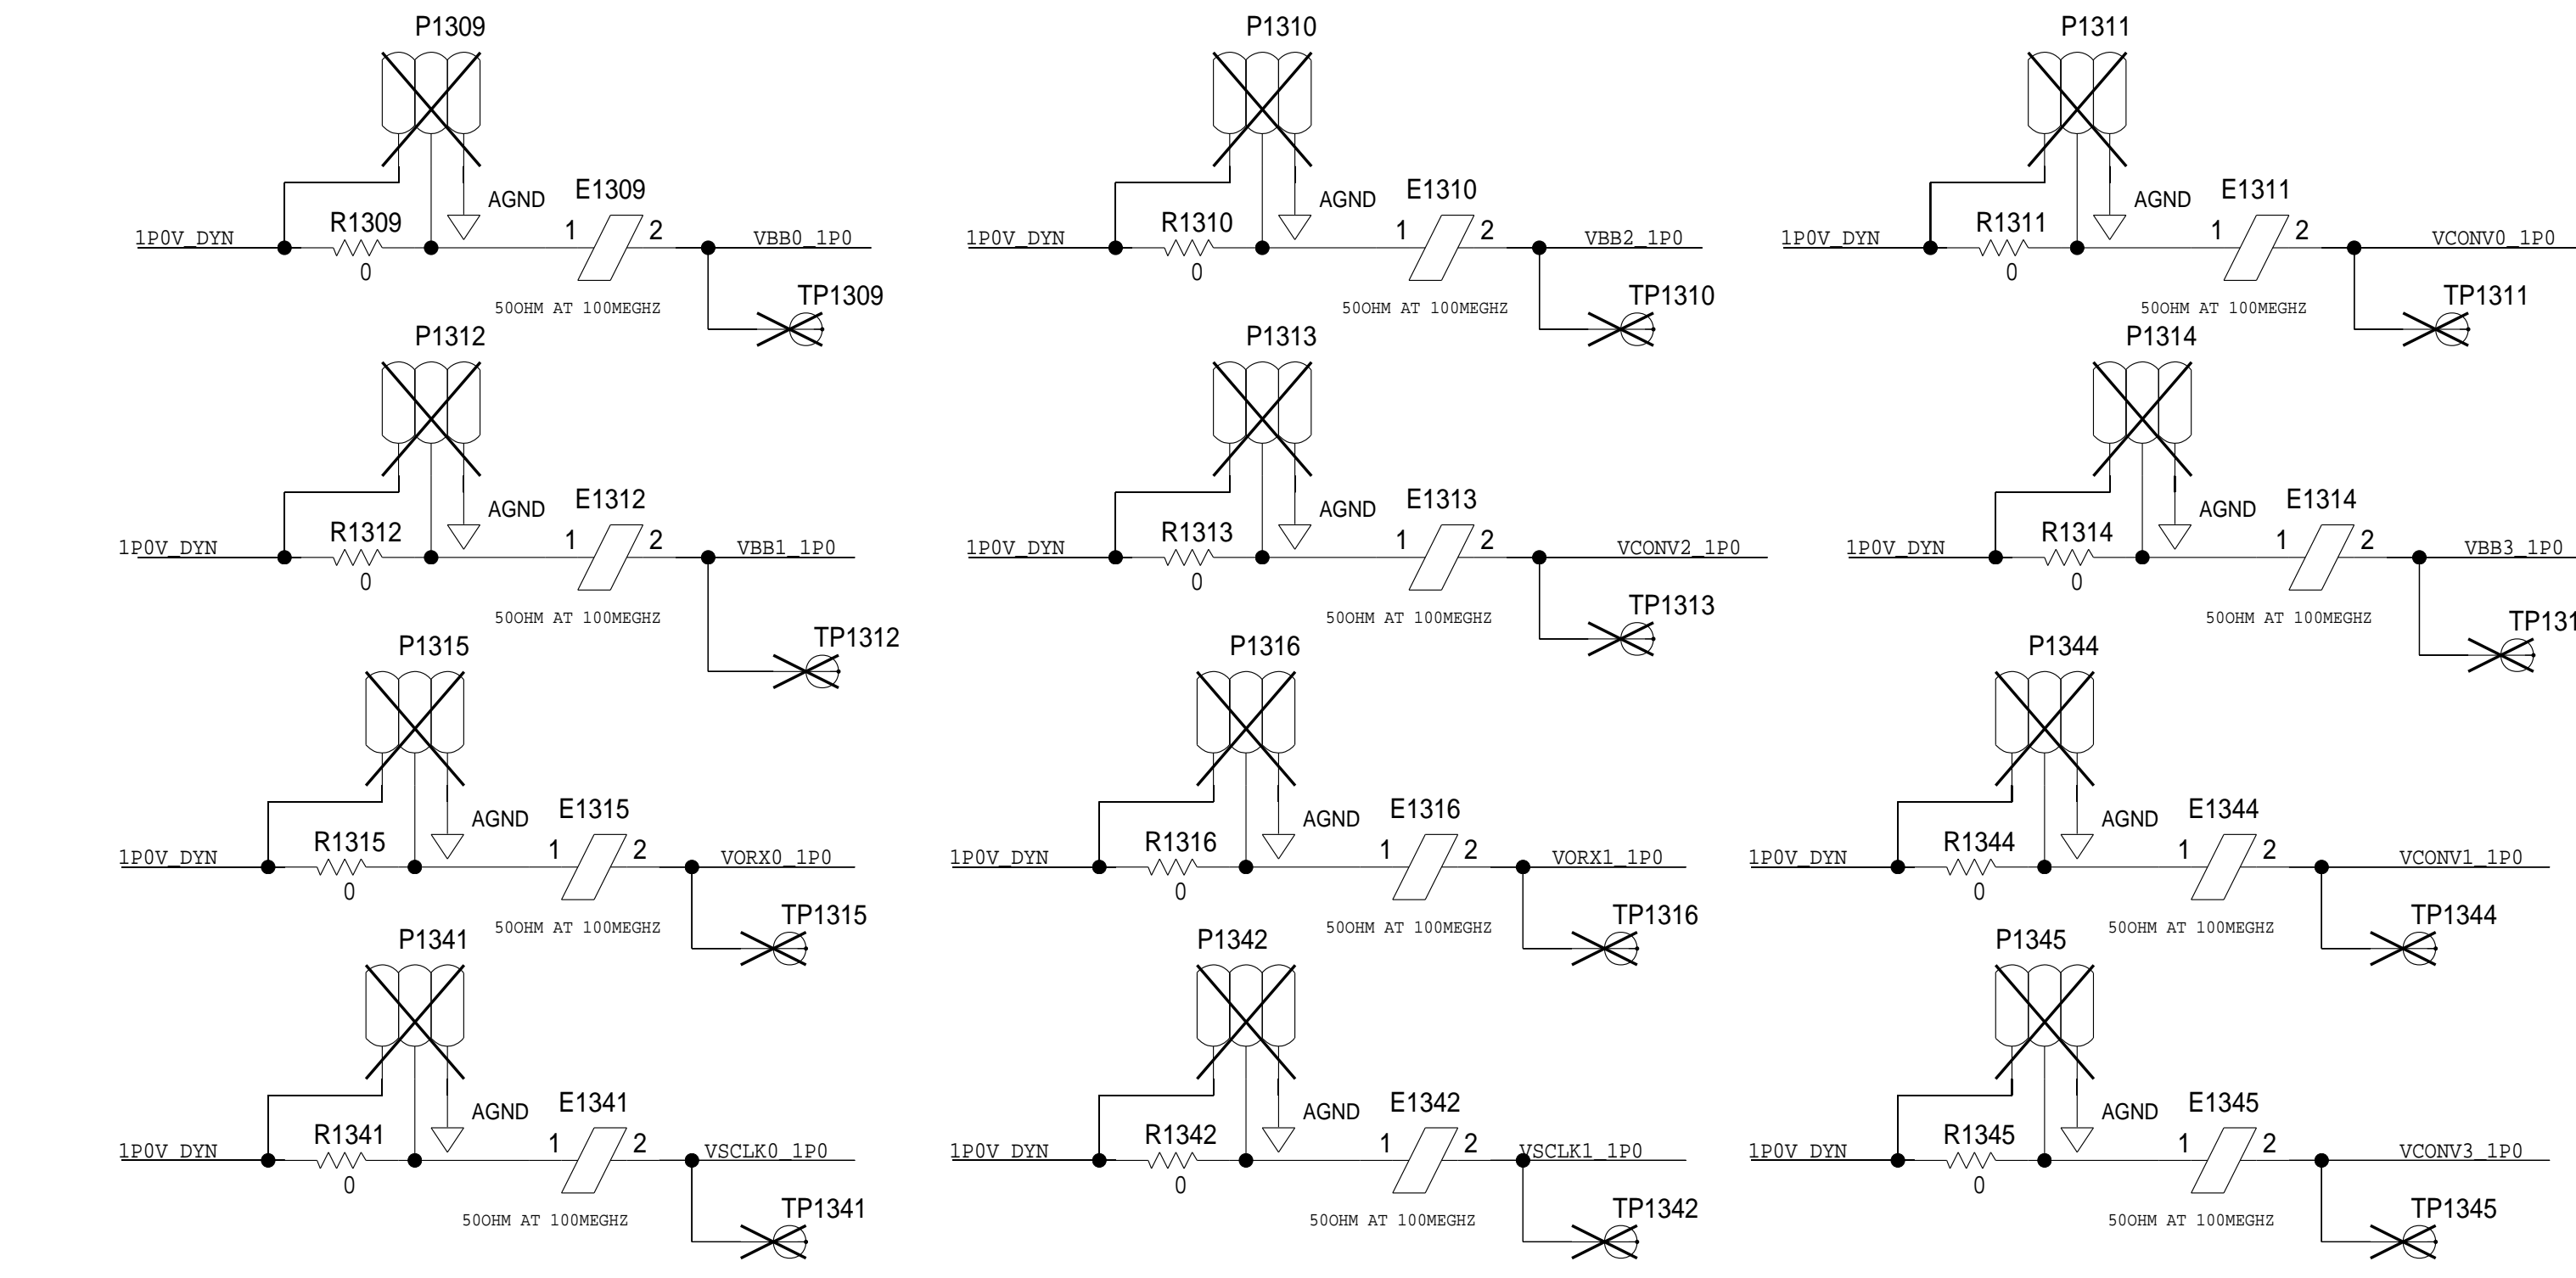 P1309 P1310 P1311
E1309 E1310 E1311
AGND AGND AGND
R1309 1 2 R1310 1 2 R1311 1 2
1P0V_DYN VBB0_1P0 1P0V_DYN VBB2_1P0 1P0V_DYN VCONV0_1P0
0 0 0
TP1309 TP1310 TP1311
50OHM AT 100MEGHZ 50OHM AT 100MEGHZ 50OHM AT 100MEGHZ
P1312 P1313 P1314
E1312 E1313 E1314
AGND AGND AGND
R1312 1 2 R1313 1 2 R1314 1 2
1P0V_DYN VBB1_1P0 1P0V_DYN VCONV2_1P0 1P0V_DYN VBB3_1P0
0 0 0
50OHM AT 100MEGHZ 50OHM AT 100MEGHZ 50OHM AT 100MEGHZ
TP1312 TP1313 TP131
P1315 P1316 P1344
E1315 E1316 E1344
AGND AGND AGND
R1315 1 2 R1316 1 2 R1344 1 2
1P0V_DYN VORX0_1P0 1P0V_DYN VORX1_1P0 1P0V_DYN VCONV1_1P0
0 0 0
TP1315 TP1316 TP1344
50OHM AT 100MEGHZ 50OHM AT 100MEGHZ 50OHM AT 100MEGHZ
P1341 P1342 P1345
E1341 E1342 E1345
AGND AGND AGND
R1341 1 2 R1342 1 2 R1345 1 2
1P0V_DYN VSCLK0_1P0 1P0V_DYN VSCLK1_1P0 1P0V_DYN VCONV3_1P0
0 0 0
TP1341 TP1342 TP1345
50OHM AT 100MEGHZ 50OHM AT 100MEGHZ 50OHM AT 100MEGHZ